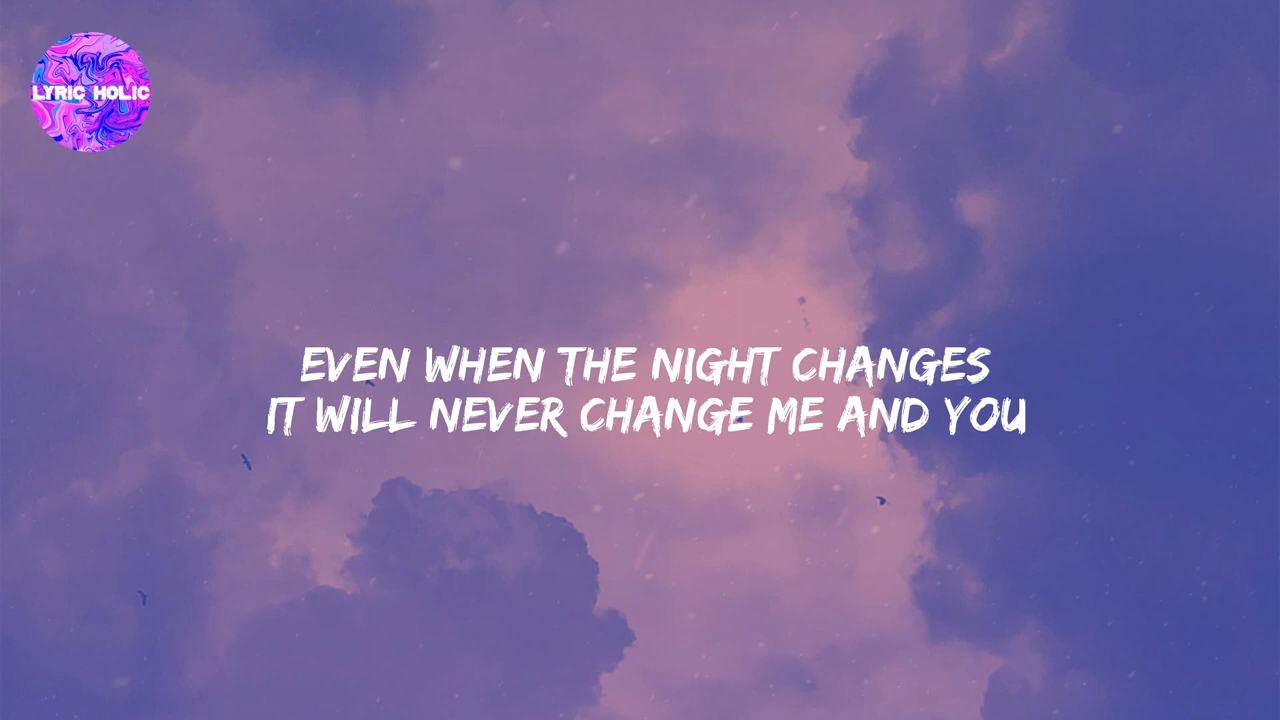 LYRIC HOLIC
EVEN WHEN THE NIGHT CHANGES
IT WILL NEVER CHANGE ME AND YOU